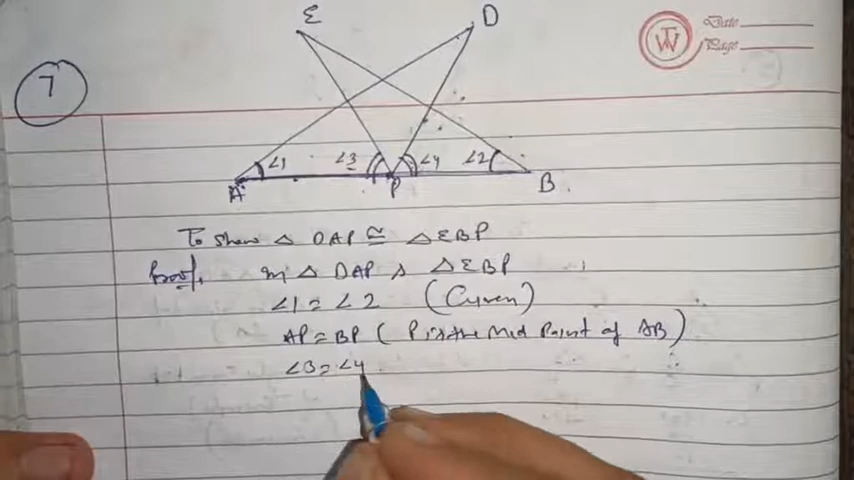 E
D
Date
Page
7
∠1
∠3
∠4
∠2
A
P
B
To show △ DAP ≅ △EBP
Proof,
In △ DAP & △EBP
∠1 = ∠2 (Given)
AP = BP ( P is the Mid Point of AB)
∠3 = ∠4